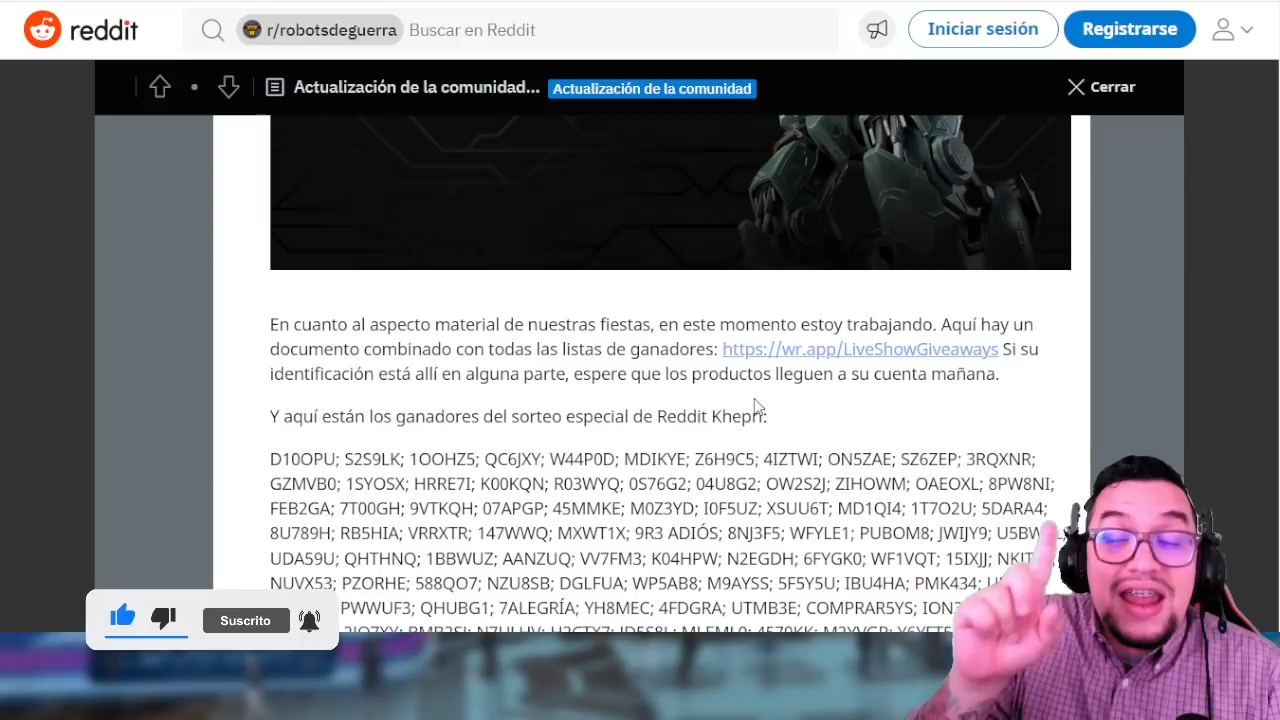 reddit
r/robotsdeguerra
Buscar en Reddit
Iniciar sesión
Registrarse
Actualización de la comunidad...
Actualización de la comunidad
Cerrar
En cuanto al aspecto material de nuestras fiestas, en este momento estoy trabajando. Aquí hay un
documento combinado con todas las listas de ganadores: https://wr.app/LiveShowGiveaways Si su
identificación está allí en alguna parte, espere que los productos lleguen a su cuenta mañana.
Y aquí están los ganadores del sorteo especial de Reddit Khepri:
D10OPU; S2S9LK; 1OOHZ5; QC6JXY; W44P0D; MDIKYE; Z6H9C5; 4IZTWI; ON5ZAE; SZ6ZEP; 3RQXNR;
GZMVB0; 1SYOSX; HRRE7I; K00KQN; R03WYQ; 0S76G2; 04U8G2; OW2S2J; ZIHOWM; OAEOXL; 8PW8NI;
FEB2GA; 7T00GH; 9VTKQH; 07APGP; 45MMKE; M0Z3YD; I0F5UZ; XSUU6T; MD1QI4; 1T7O2U; 5DARA4;
8U789H; RB5HIA; VRRXTR; 147WWQ; MXWT1X; 9R3 ADIÓS; 8NJ3F5; WFYLE1; PUBOM8; JWIJY9;
UDA59U; QHTHNQ; 1BBWUZ; AANZUQ; VV7FM3; K04HPW; N2EGDH; 6FYGK0; WF1VQT; 15IXJJ;
NUVX53; PZORHE; 588QO7; NZU8SB; DGLFUA; WP5AB8; M9AYSS; 5F5Y5U; IBU4HA; PMK434;
PWWUF3; QHUBG1; 7ALEGRÍA; YH8MEC; 4FDGRA; UTMB3E; COMPRAR5YS;
Suscrito